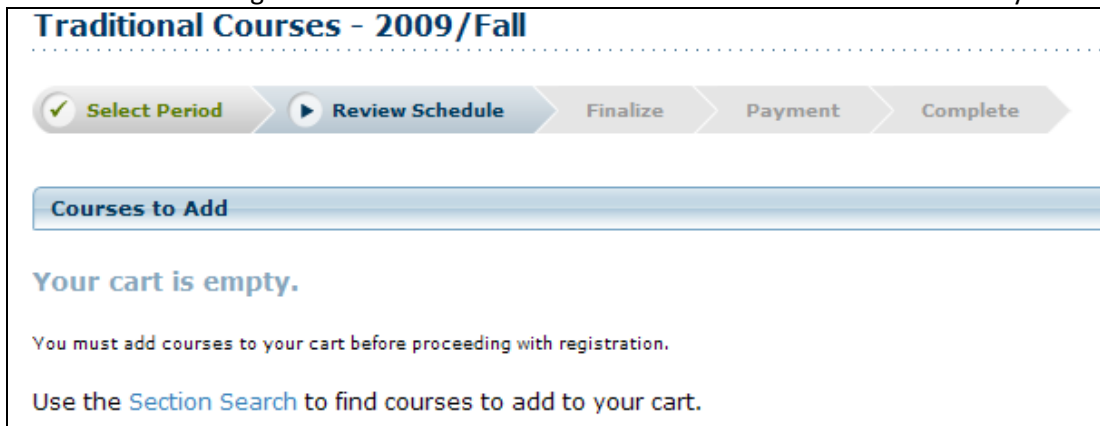 Traditional Courses - 2009/Fall
Select Period Review Schedule Finalize Payment Complete
Courses to Add
Your cart is empty.
You must add courses to your cart before proceeding with registration.
Use the Section Search to find courses to add to your cart.